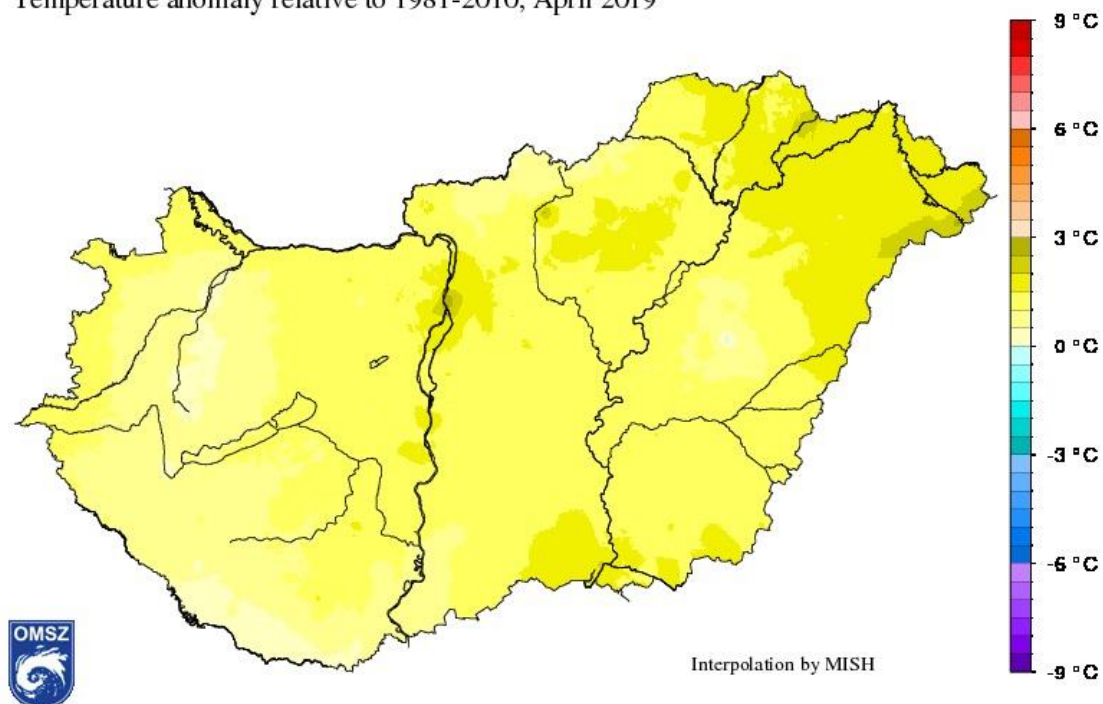 Temperature anomaly relative to 1981-2010, April 2019
9 °C
6 °C
3 °C
0 °C
-3 °C
-6 °C
-9 °C
OMSZ
Interpolation by MISH